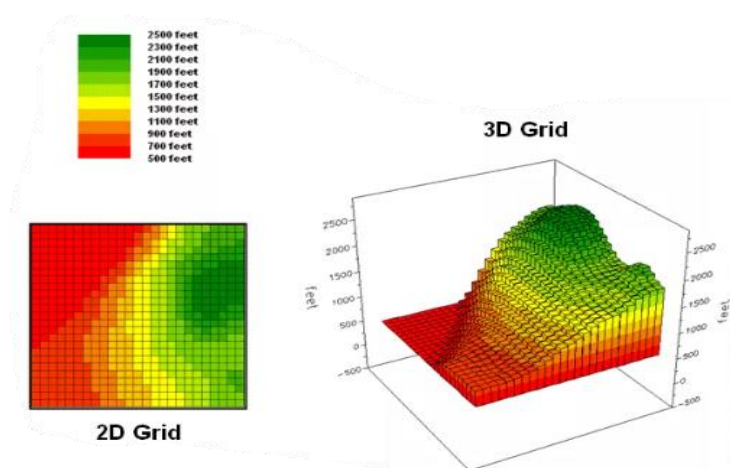 2500 feet
2300 feet
2100 feet
1900 feet
1700 feet
1500 feet
1300 feet
1100 feet
900 feet
700 feet
500 feet
3D Grid
2500
2000
1500
1000
500
0
-500
feet
2500
2000
1500
1000
500
0
-500
feet
2D Grid